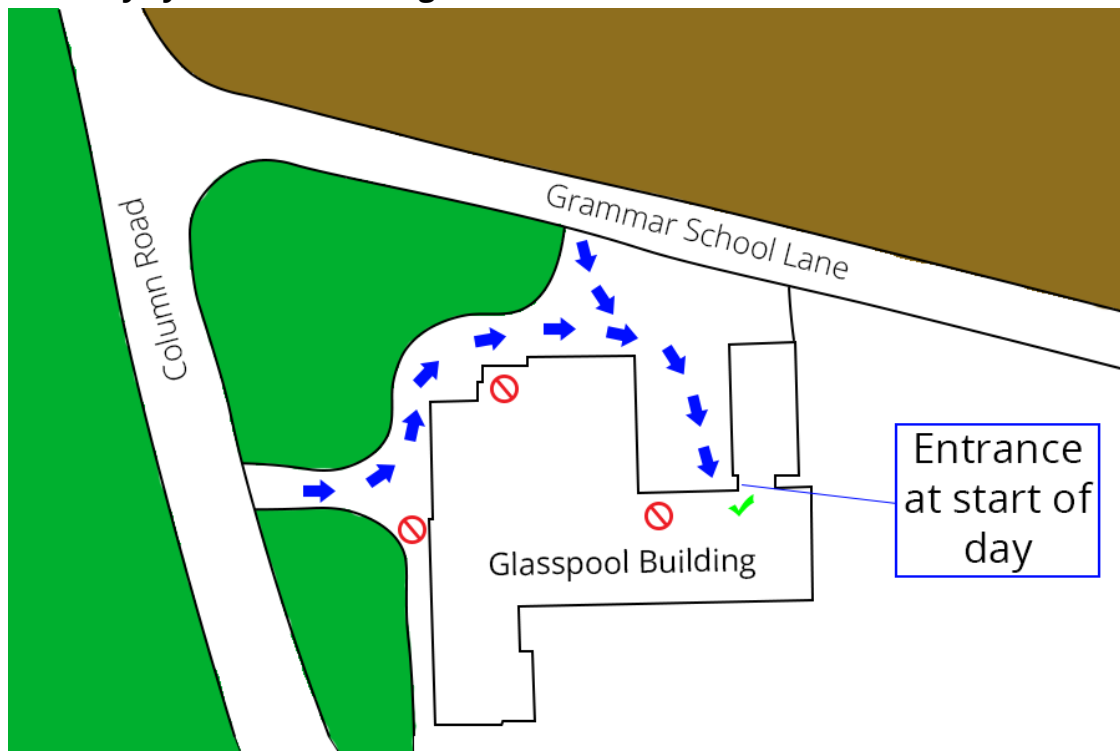 Grammar School Lane
Column Road
Entrance
at start of
day
Glasspool Building